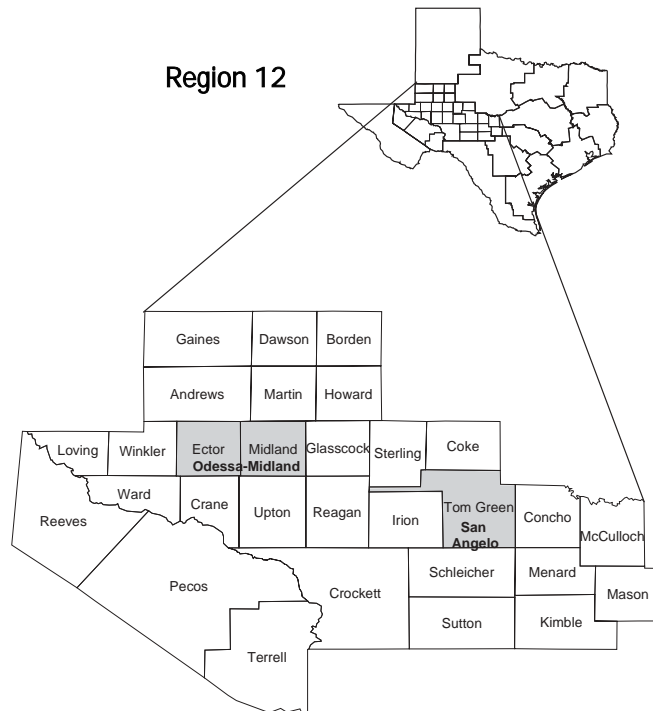 Region 12
Gaines Dawson Borden
Andrews Martin Howard
Loving Winkler Ector Midland Glasscock Sterling Coke
Odessa-Midland
Ward Crane Upton Reagan Irion Tom Green Concho McCulloch
Reeves
San
Angelo
Pecos Crockett Schleicher Menard Mason
Sutton Kimble
Terrell